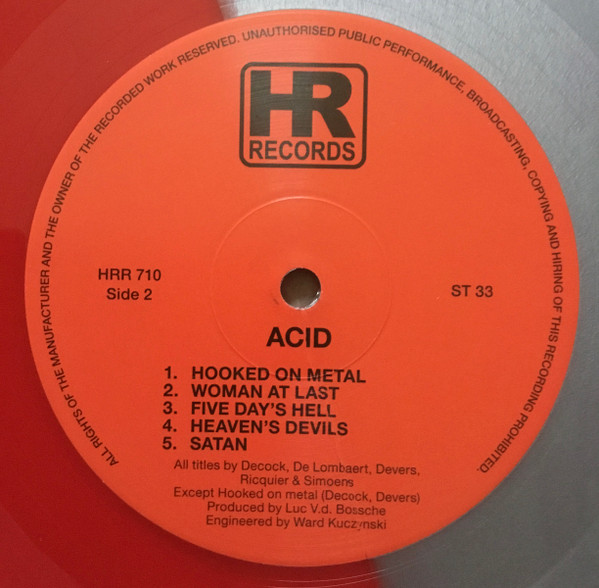 ALL RIGHTS OF THE MANUFACTURER AND THE OWNER OF THE RECORDED WORK RESERVED. UNAUTHORISED PUBLIC PERFORMANCE, BROADCASTING, COPYING AND HIRING OF THIS RECORDING PROHIBITED.
HR
RECORDS
HRR 710
Side 2
ST 33
ACID
1. HOOKED ON METAL
2. WOMAN AT LAST
3. FIVE DAY'S HELL
4. HEAVEN'S DEVILS
5. SATAN
All titles by Decock, De Lombaert, Devers,
Ricquier & Simoens
Except Hooked on metal (Decock, Devers)
Produced by Luc V.d. Bossche
Engineered by Ward Kuczynski